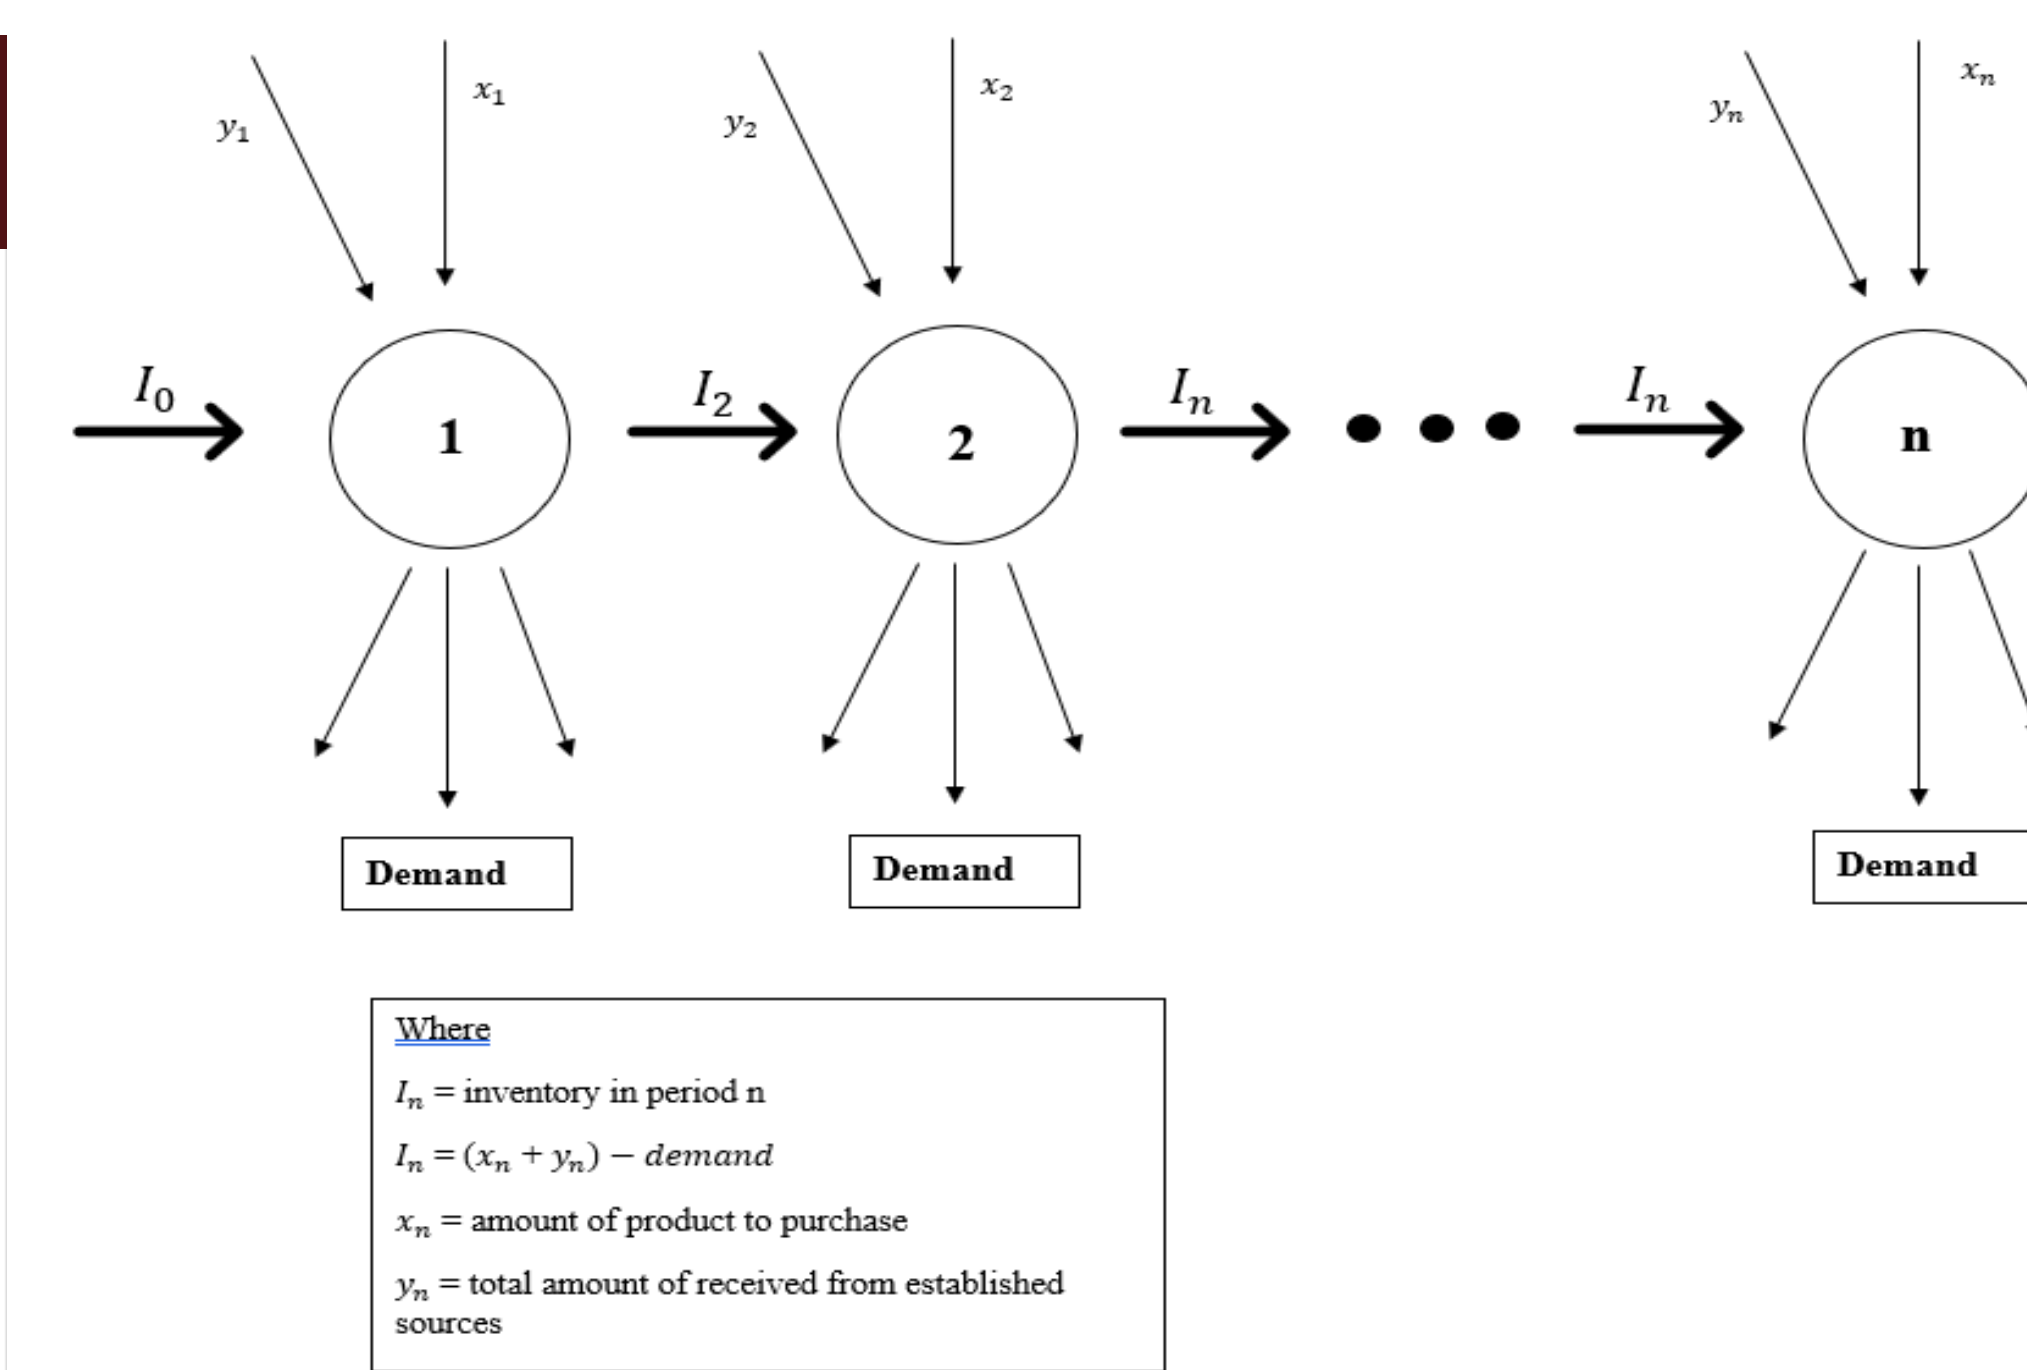 y₁
x₁
y₂
x₂
yₙ
xₙ
I₀
1
I₂
2
Iₙ
Iₙ
n
Demand
Demand
Demand
Where
Iₙ = inventory in period n
Iₙ = (xₙ + yₙ) − demand
xₙ = amount of product to purchase
yₙ = total amount of received from established
sources